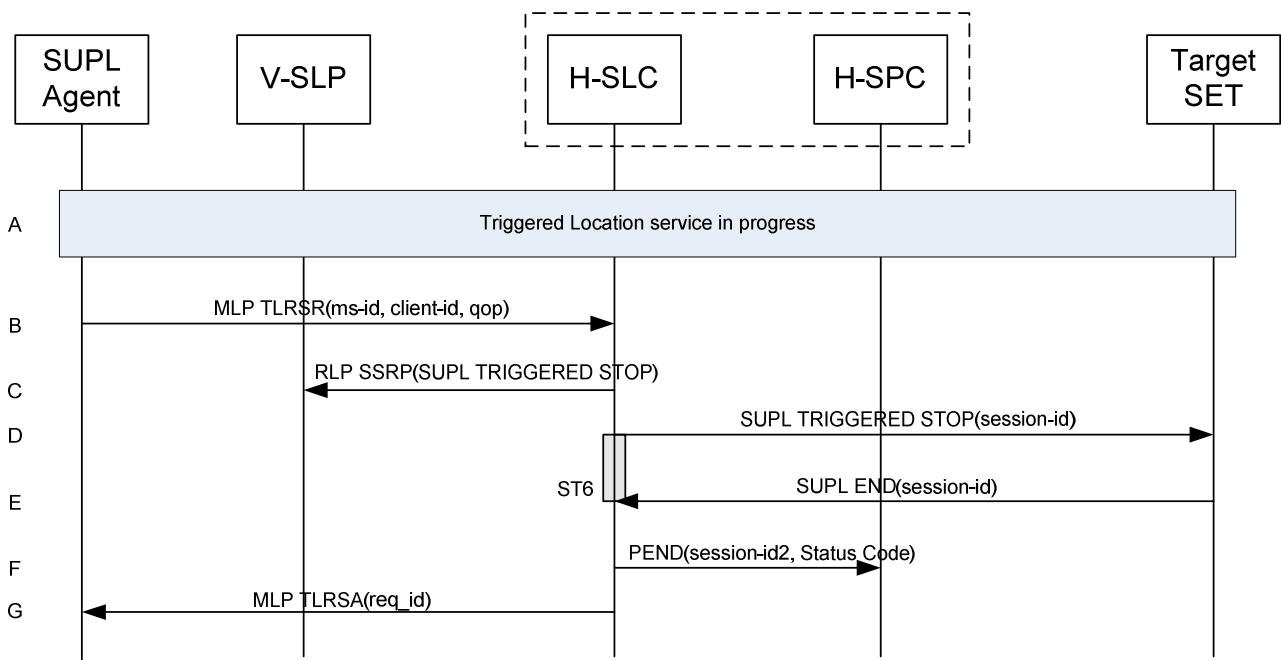 SUPL
Agent
V-SLP
H-SLC
H-SPC
Target
SET
A
Triggered Location service in progress
B
MLP TLRSR(ms-id, client-id, qop)
C
RLP SSRP(SUPL TRIGGERED STOP)
D
SUPL TRIGGERED STOP(session-id)
ST6
E
SUPL END(session-id)
F
PEND(session-id2, Status Code)
G
MLP TLRSA(req_id)